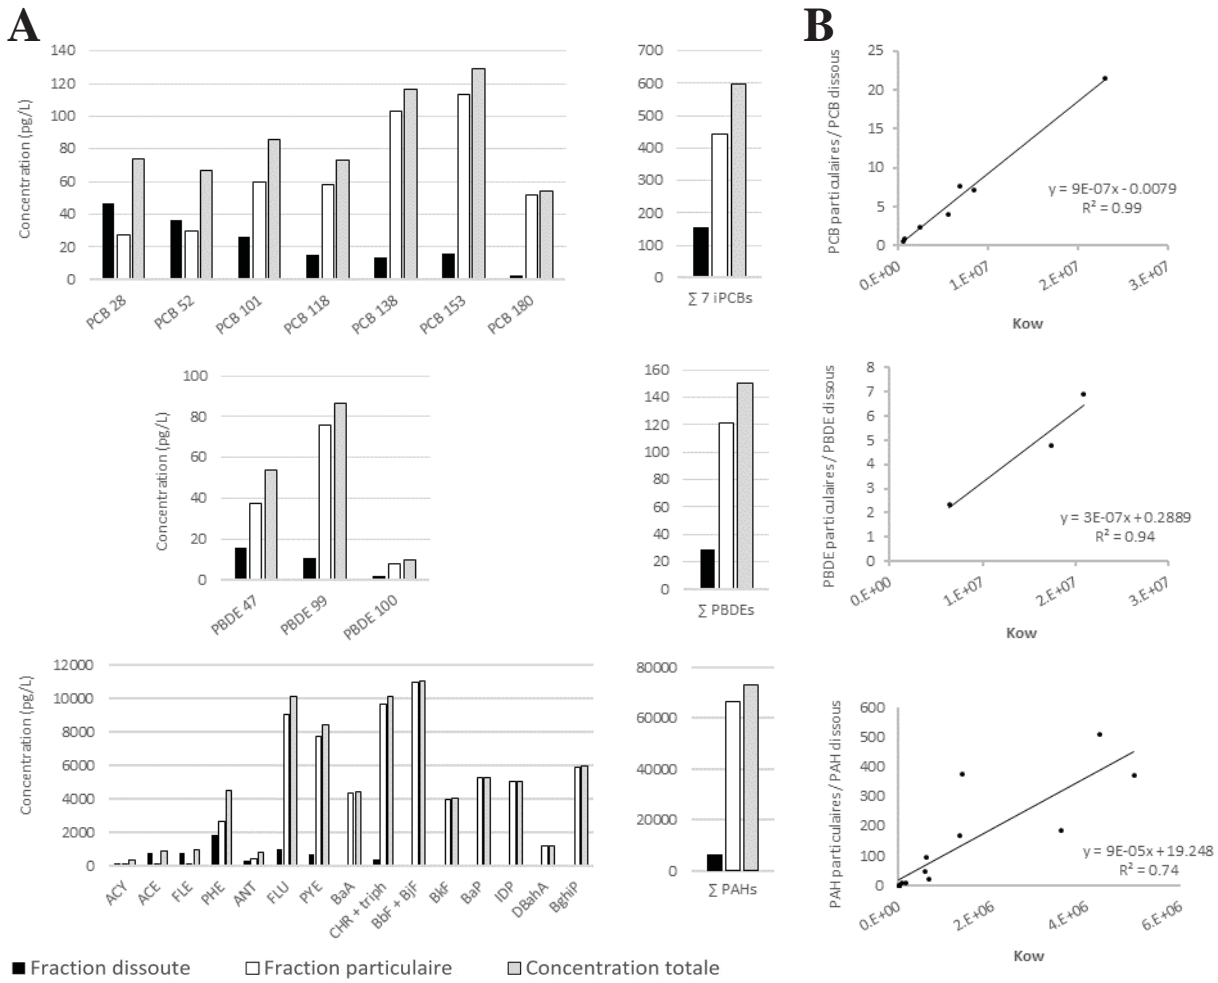 A
B
140
120
100
80
60
40
20
0
Concentration (pg/L)
PCB 28
PCB 52
PCB 101
PCB 118
PCB 138
PCB 153
PCB 180
700
600
500
400
300
200
100
0
∑ 7 iPCBs
25
20
15
10
5
0
PCB particulaires / PCB dissous
y = 9E-07x - 0.0079
R² = 0.99
0.E+00
1.E+07
2.E+07
3.E+07
Kow
100
80
60
40
20
0
Concentration (pg/L)
PBDE 47
PBDE 99
PBDE 100
160
140
120
100
80
60
40
20
0
∑ PBDEs
8
7
6
5
4
3
2
1
0
PBDE particulaires / PBDE dissous
y = 3E-07x + 0.2889
R² = 0.94
0.E+00
1.E+07
2.E+07
3.E+07
Kow
12000
10000
8000
6000
4000
2000
0
Concentration (pg/L)
ACY
ACE
FLE
PHE
ANT
FLU
PYE
BaA
CHR + triph
BbF + BjF
BkF
BaP
IDP
DBahA
BghiP
80000
60000
40000
20000
0
∑ PAHs
600
500
400
300
200
100
0
PAH particulaires / PAH dissous
y = 9E-05x + 19.248
R² = 0.74
0.E+00
2.E+06
4.E+06
6.E+06
Kow
Fraction dissoute
Fraction particulaire
Concentration totale